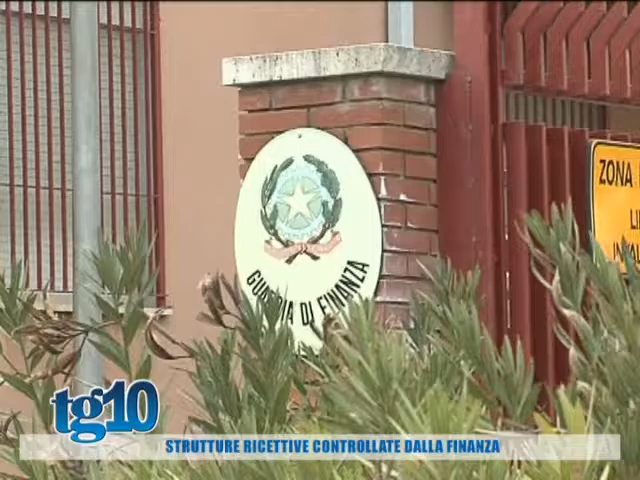 GUARDIA DI FINANZA
ZONA
tg10
STRUTTURE RICETTIVE CONTROLLATE DALLA FINANZA